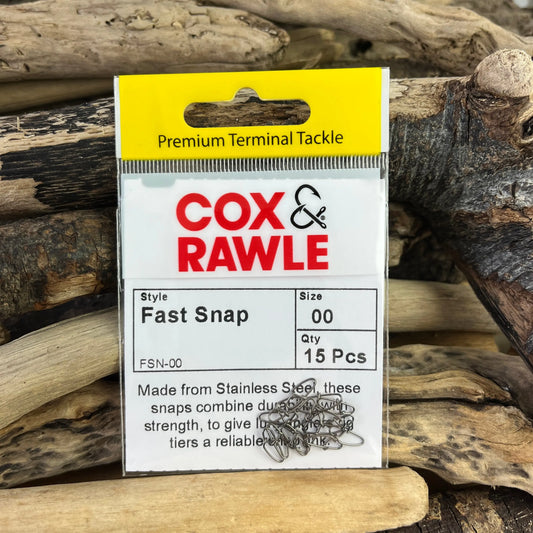 Premium Terminal Tackle
COX &
RAWLE
Style
Fast Snap
FSN-00
Size
00
Qty
15 Pcs
Made from Stainless Steel, these
snaps combine with
strength, to give
tiers a reliable